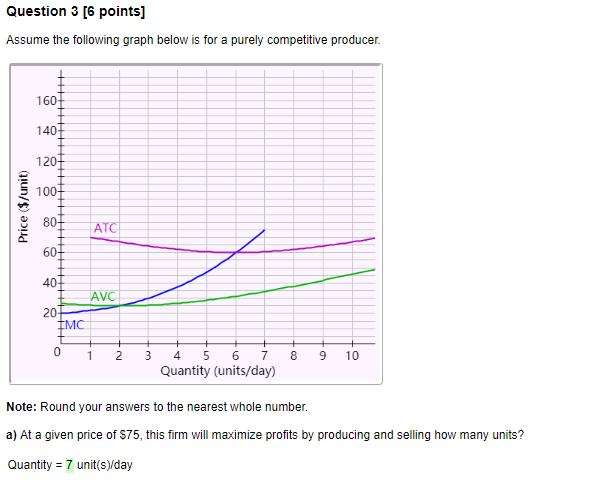 Question 3 [6 points]
Assume the following graph below is for a purely competitive producer.
Price ($/unit)
160
140
120
100
80
60
40
20
ATC
AVC
MC
0 1 2 3 4 5 6 7 8 9 10
Quantity (units/day)
Note: Round your answers to the nearest whole number.
a) At a given price of $75, this firm will maximize profits by producing and selling how many units?
Quantity = 7 unit(s)/day